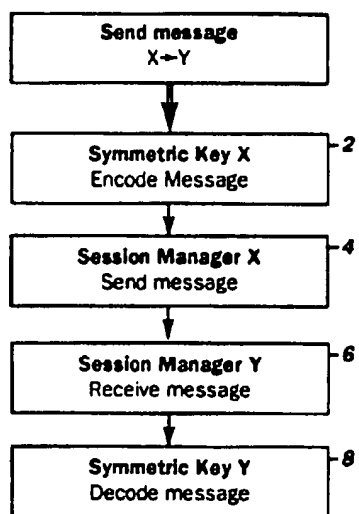 Send message
X→Y
2
Symmetric Key X
Encode Message
4
Session Manager X
Send message
6
Session Manager Y
Receive message
8
Symmetric Key Y
Decode message